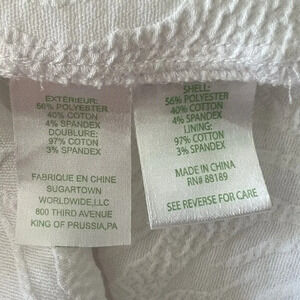 EXTÉRIEUR:
56% POLYESTER
40% COTON
4% SPANDEX
DOUBLURE:
97% COTON
3% SPANDEX
FABRIQUE EN CHINE
SUGARTOWN
WORLDWIDE,LLC
800 THIRD AVENUE
KING OF PRUSSIA,PA
SHELL:
56% POLYESTER
40% COTTON
4% SPANDEX
LINING:
97% COTTON
3% SPANDEX
MADE IN CHINA
RN# 88189
SEE REVERSE FOR CARE